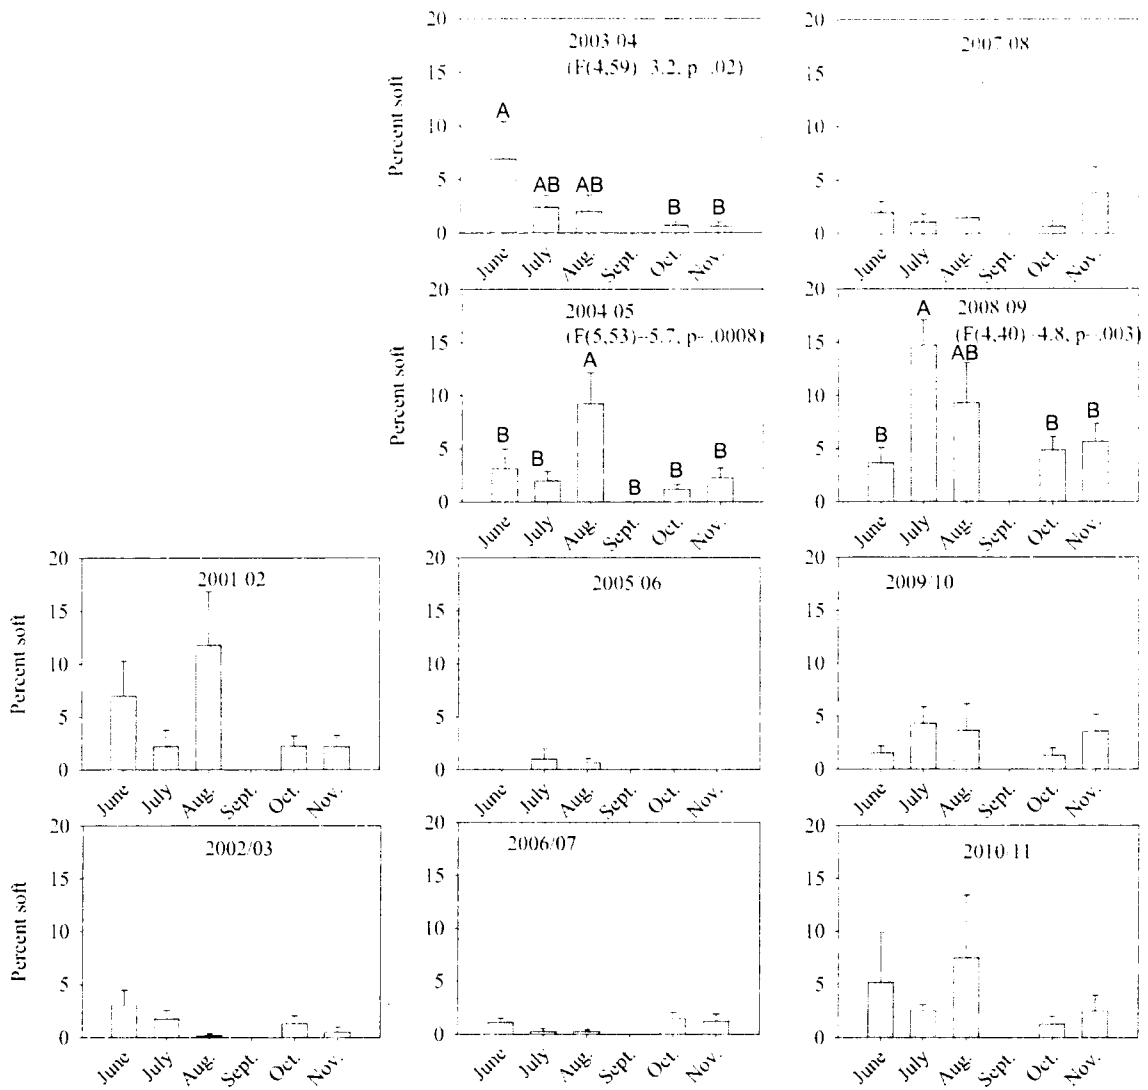 20
15
10
5
0
Percent soft
2003 04
(F(4,59) 3.2, p .02)
A
AB
AB
B
B
June
July
Aug.
Sept.
Oct.
Nov.
20
15
10
5
0
2007 08
June
July
Aug.
Sept.
Oct.
Nov.
20
15
10
5
0
Percent soft
2004 05
(F(5,53)--5.7, p- .0008)
B
B
A
B
B
B
June
July
Aug.
Sept.
Oct.
Nov.
20
15
10
5
0
2008 09
(F(4,40) 4.8, p- .003)
B
A
AB
B
B
June
July
Aug.
Sept.
Oct.
Nov.
20
15
10
5
0
Percent soft
2001 02
June
July
Aug.
Sept.
Oct.
Nov.
20
15
10
5
0
2005 06
June
July
Aug.
Sept.
Oct.
Nov.
20
15
10
5
0
2009/10
June
July
Aug.
Sept.
Oct.
Nov.
20
15
10
5
0
Percent soft
2002/03
June
July
Aug.
Sept.
Oct.
Nov.
20
15
10
5
0
2006/07
June
July
Aug.
Sept.
Oct.
Nov.
20
15
10
5
0
2010 11
June
July
Aug.
Sept.
Oct.
Nov.